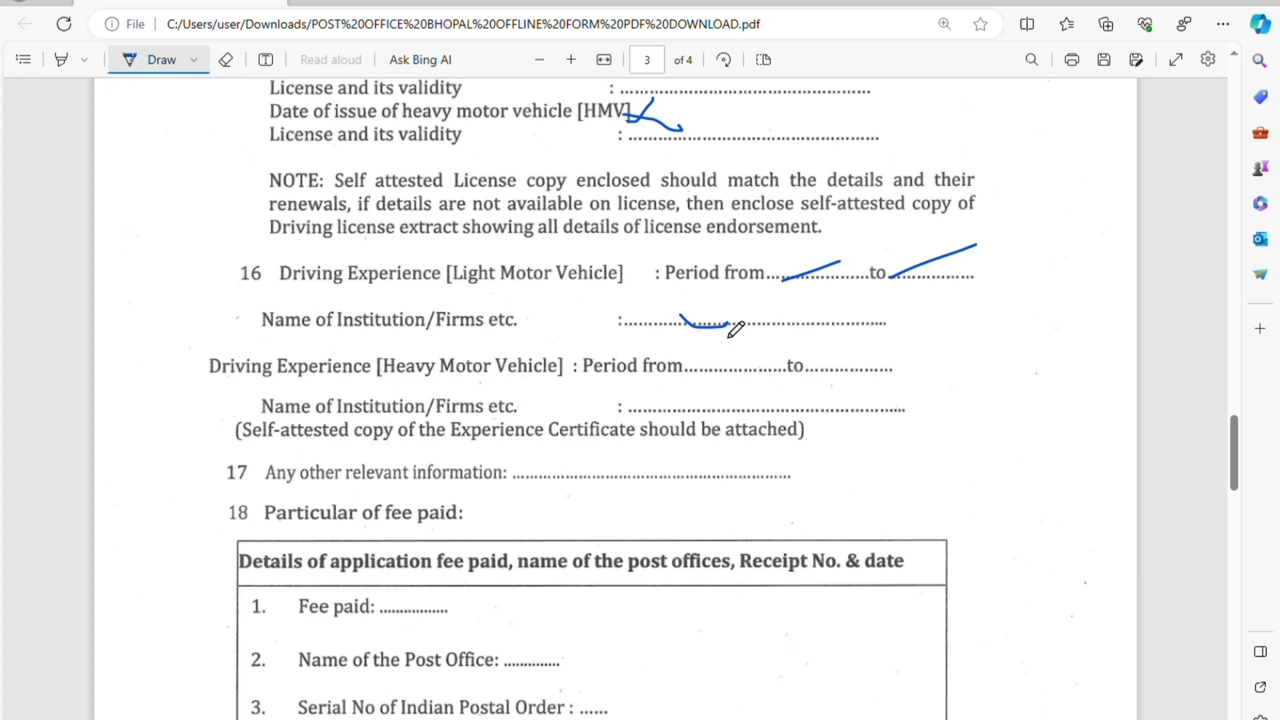 File C:/Users/user/Downloads/POST%20OFFICE%20BHOPAL%20OFFLINE%20FORM%20PDF%20DOWNLOAD.pdf
Draw Read aloud Ask Bing AI 3 of 4
License and its validity : ..................................................
Date of issue of heavy motor vehicle [HMV]
License and its validity : ..................................................
NOTE: Self attested License copy enclosed should match the details and their
renewals, if details are not available on license, then enclose self-attested copy of
Driving license extract showing all details of license endorsement.
16 Driving Experience [Light Motor Vehicle] : Period from....................to.................
Name of Institution/Firms etc. :.....................................................
Driving Experience [Heavy Motor Vehicle] : Period from....................to.................
Name of Institution/Firms etc. : ......................................................
(Self-attested copy of the Experience Certificate should be attached)
17 Any other relevant information: ......................................................
18 Particular of fee paid:
Details of application fee paid, name of the post offices, Receipt No. & date
1. Fee paid: .................
2. Name of the Post Office: ..............
3. Serial No of Indian Postal Order : ......